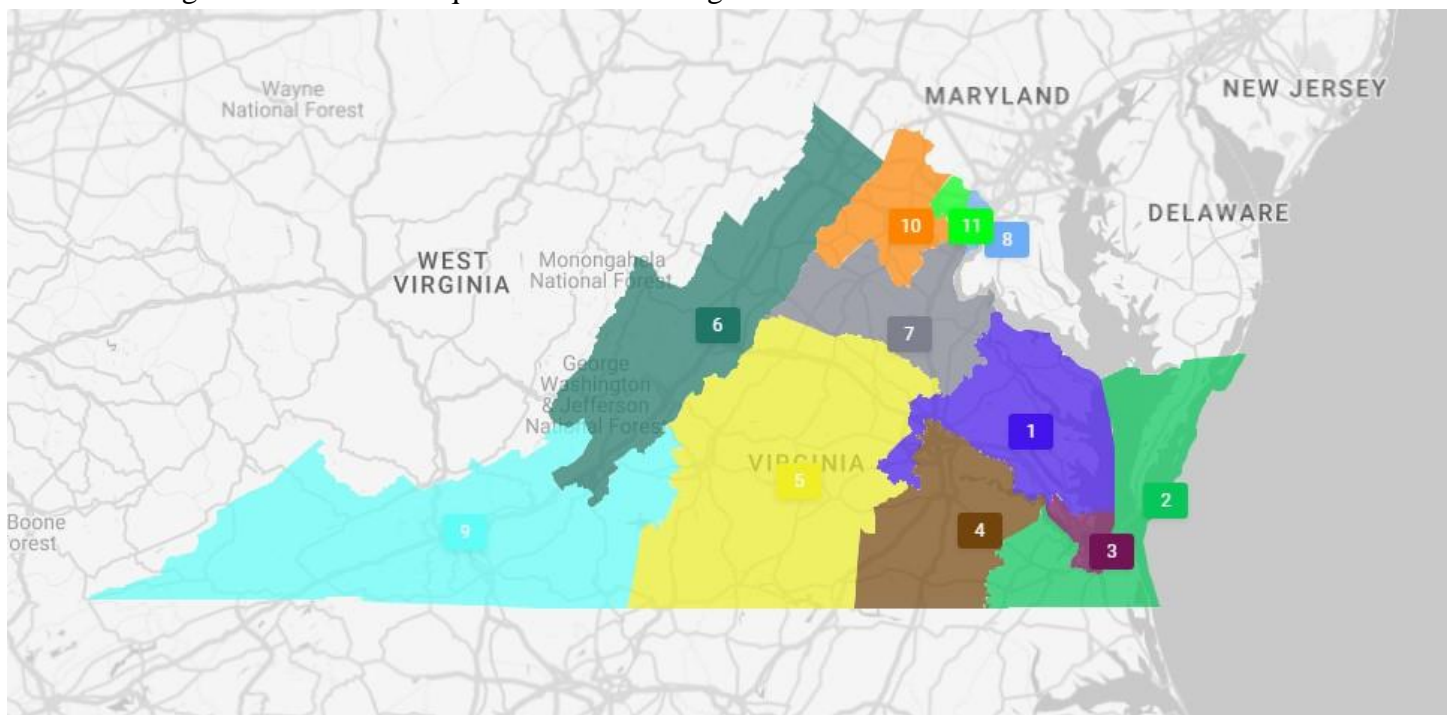 Wayne
National Forest
MARYLAND
NEW JERSEY
DELAWARE
10
11
8
WEST
VIRGINIA
Monongahela
National Forest
6
7
George
Washington
& Jefferson
National Forest
1
VIRGINIA
5
2
9
4
3
Boone
orest